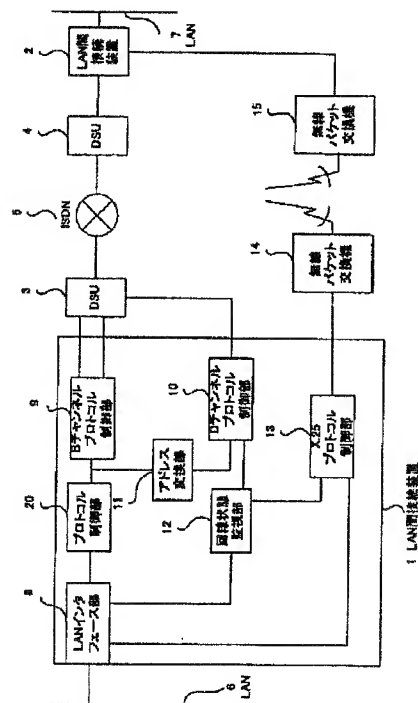 2
LAN間
接続
装置
7
LAN
4
DSU
5
ISDN
15
無線
パケット
交換機
3
DSU
14
無線
パケット
交換機
9
Bチャンネル
プロトコル
制御部
10
Dチャンネル
プロトコル
制御部
11
アドレス
変換部
13
X.25
プロトコル
制御部
20
プロトコル
制御部
12
回線状態
監視部
8
LANインタ
フェース部
1 LAN間接続装置
6
LAN